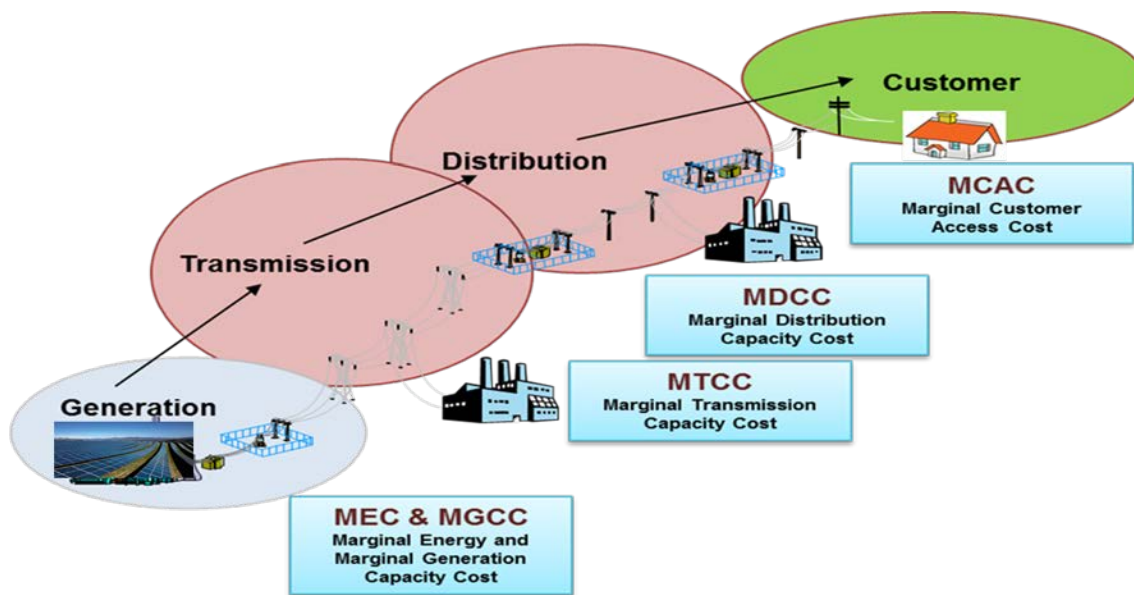 Customer
MCAC
Marginal Customer
Access Cost
Distribution
MDCC
Marginal Distribution
Capacity Cost
Transmission
MTCC
Marginal Transmission
Capacity Cost
Generation
MEC & MGCC
Marginal Energy and
Marginal Generation
Capacity Cost